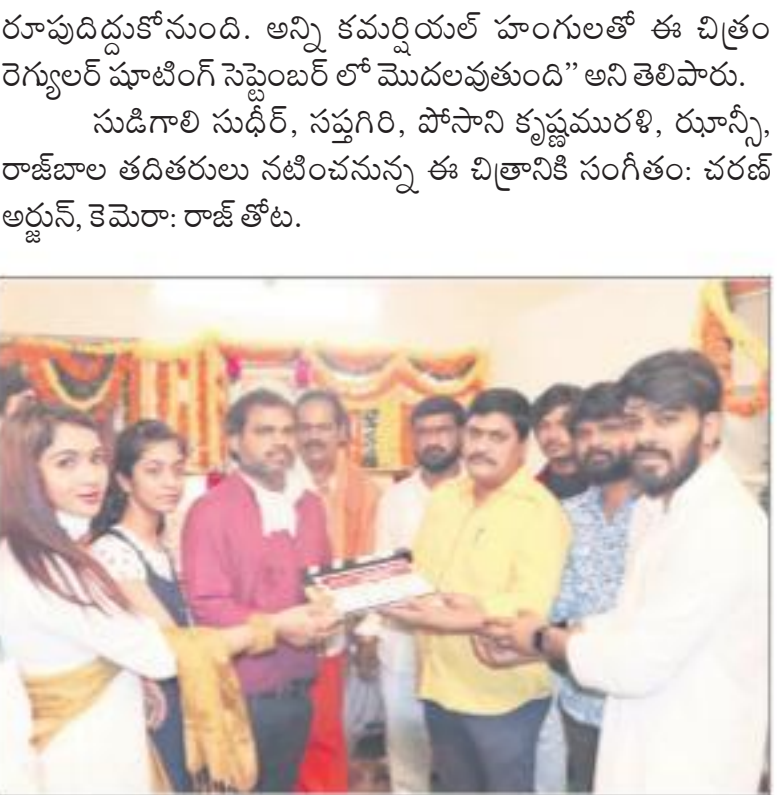 రూపుదిద్దుకోనుంది. అన్ని కమర్షియల్ హంగులతో ఈ చిత్రం
రెగ్యులర్ షూటింగ్ సెప్టెంబర్ లో మొదలవుతుంది” అని తెలిపారు.
సుడిగాలి సుధీర్, సప్తగిరి, పోసాని కృష్ణమురళి, ఝాన్సీ,
రాజ్‌బాల తదితరులు నటించనున్న ఈ చిత్రానికి సంగీతం: చరణ్
అర్జున్, కెమెరా: రాజ్ తోట.